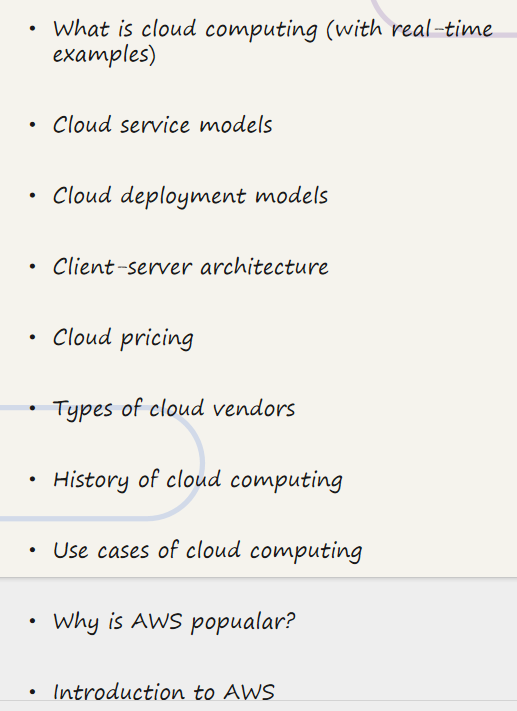 • What is cloud computing (with real-time
examples)
• Cloud service models
• Cloud deployment models
• Client-server architecture
• Cloud pricing
• Types of cloud vendors
• History of cloud computing
• Use cases of cloud computing
• Why is AWS popualar?
• Introduction to AWS